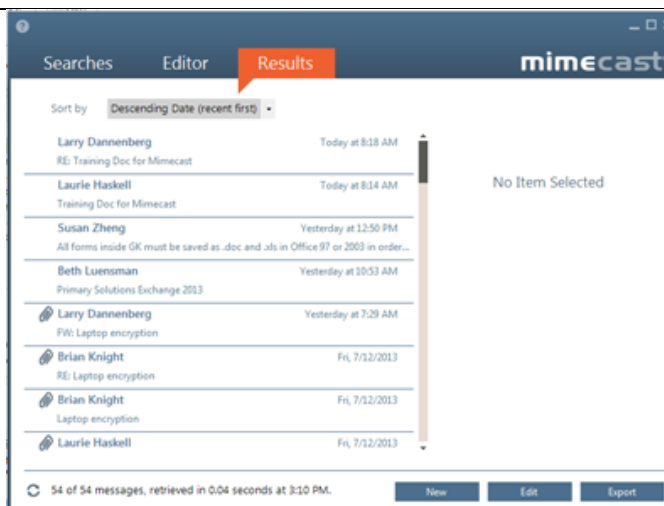 Searches Editor Results mimecast
Sort by Descending Date (recent first)
Larry Dannenberg Today at 8:18 AM
RE: Training Doc for Mimecast
Laurie Haskell Today at 8:14 AM
Training Doc for Mimecast
Susan Zheng Yesterday at 12:50 PM
All forms inside GK must be saved as .doc and .xls in Office 97 or 2003 in order...
Beth Luensman Yesterday at 10:53 AM
Primary Solutions Exchange 2013
Larry Dannenberg Yesterday at 7:29 AM
FW: Laptop encryption
Brian Knight Fri, 7/12/2013
RE: Laptop encryption
Brian Knight Fri, 7/12/2013
Laptop encryption
Laurie Haskell Fri, 7/12/2013
No Item Selected
54 of 54 messages, retrieved in 0.04 seconds at 3:10 PM.
New Edit Export